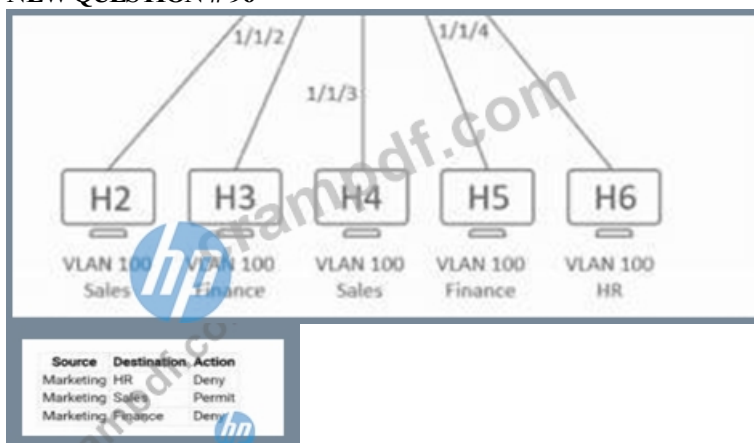 1/1/2
1/1/4
1/1/3
H2 H3 H4 H5 H6
VLAN 100 VLAN 100 VLAN 100 VLAN 100 VLAN 100
Sales Finance Sales Finance HR
hp
Source Destination Action
Marketing HR Deny
Marketing Sales Permit
Marketing Finance Deny
hp